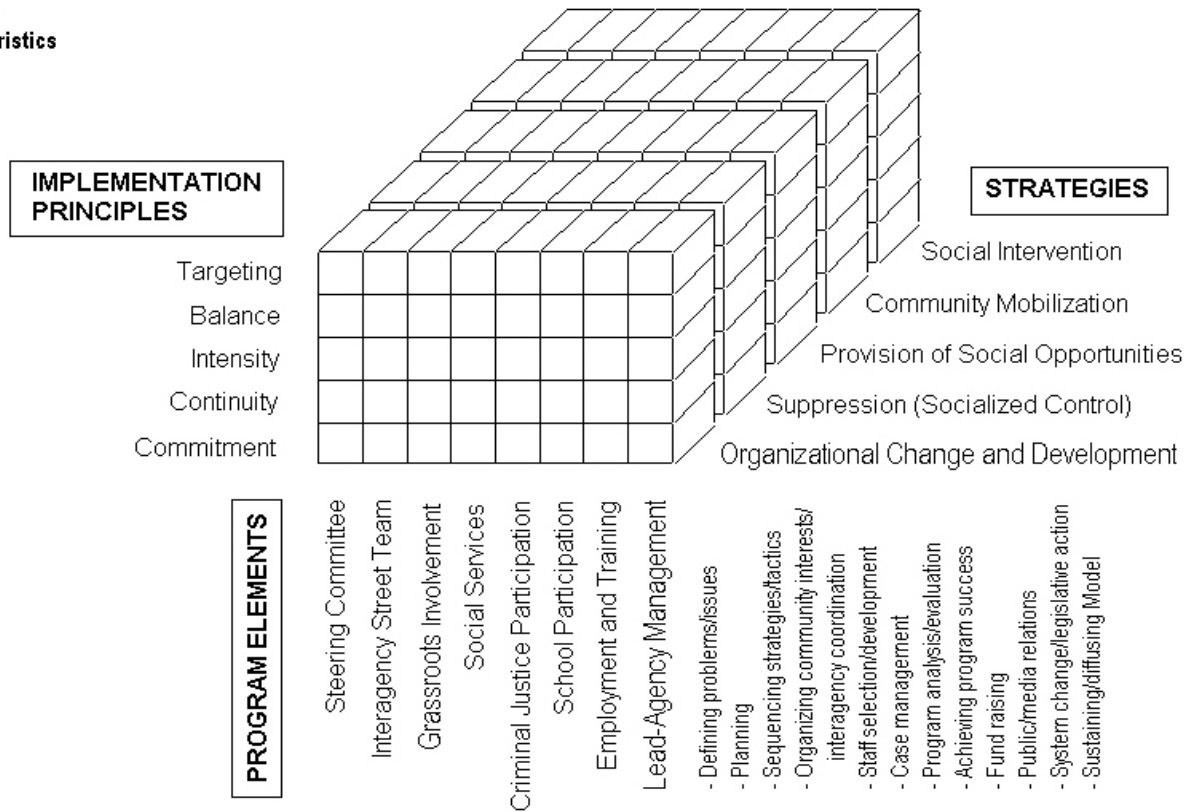 ristics
IMPLEMENTATION
PRINCIPLES
Targeting
Balance
Intensity
Continuity
Commitment
STRATEGIES
Social Intervention
Community Mobilization
Provision of Social Opportunities
Suppression (Socialized Control)
Organizational Change and Development
PROGRAM ELEMENTS
Steering Committee
Interagency Street Team
Grassroots Involvement
Social Services
Criminal Justice Participation
School Participation
Employment and Training
Lead-Agency Management
- Defining problems/issues
- Planning
- Sequencing strategies/tactics
- Organizing community interests/
interagency coordination
- Staff selection/development
- Case management
- Program analysis/evaluation
- Achieving program success
- Fund raising
- Public/media relations
- System change/legislative action
- Sustaining/diffusing Model